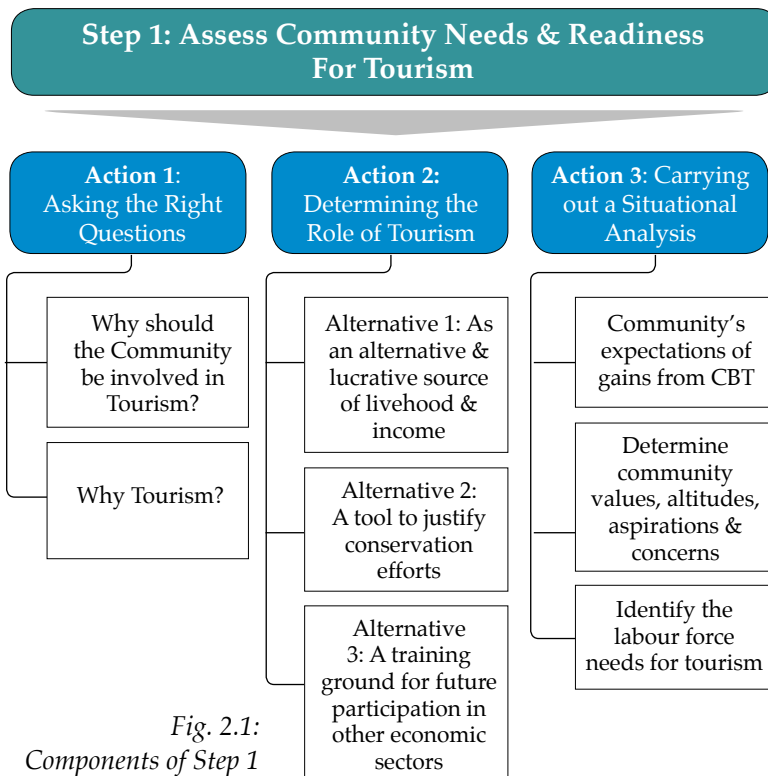 Step 1: Assess Community Needs & Readiness
For Tourism
Action 1:
Asking the Right
Questions
Why should
the Community
be involved in
Tourism?
Why Tourism?
Action 2:
Determining the
Role of Tourism
Alternative 1: As
an alternative &
lucrative source
of livehood &
income
Alternative 2:
A tool to justify
conservation
efforts
Alternative
3: A training
ground for future
participation in
other economic
sectors
Action 3: Carrying
out a Situational
Analysis
Community's
expectations of
gains from CBT
Determine
community
values, altitudes,
aspirations &
concerns
Identify the
labour force
needs for tourism
Fig. 2.1:
Components of Step 1